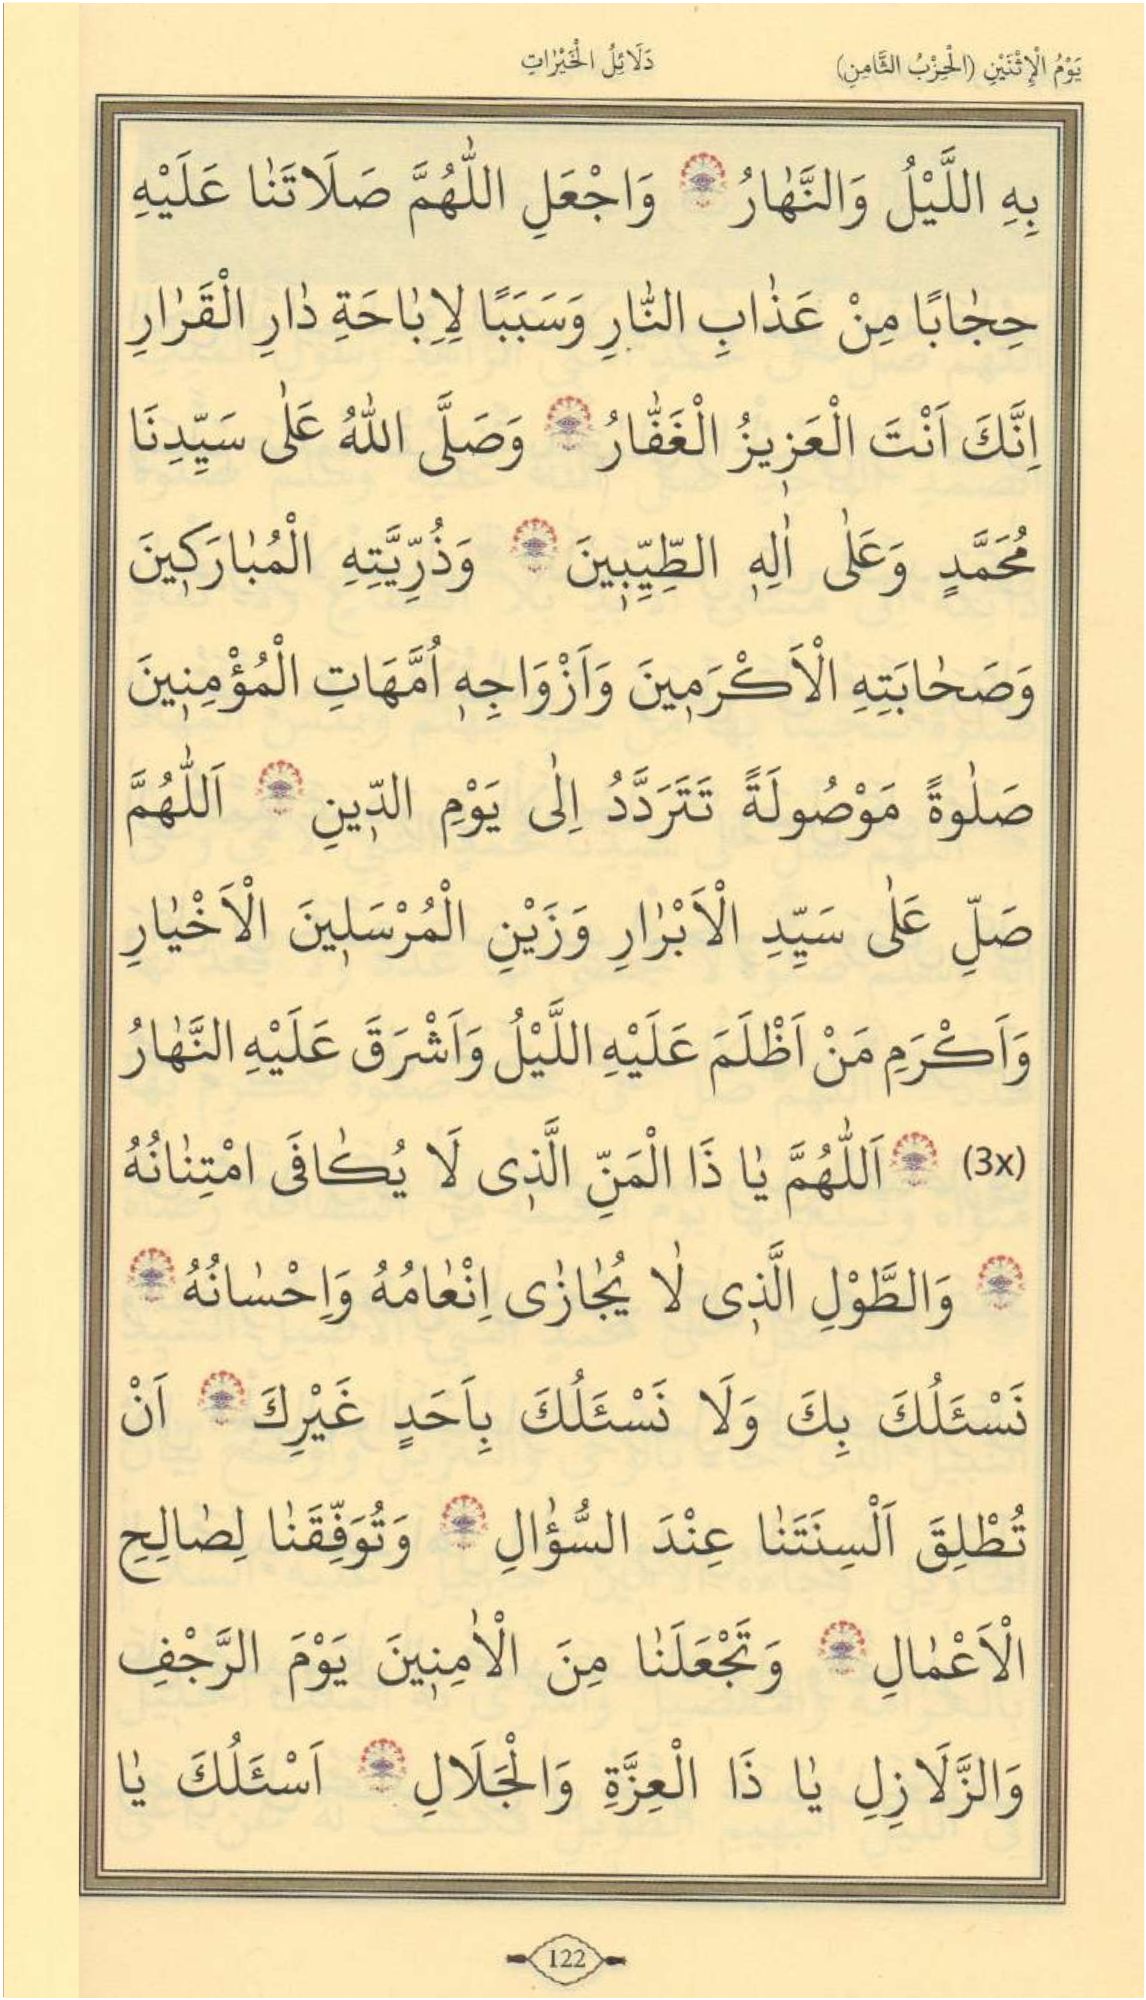 يَوْمُ الْإِثْنَيْنِ (الْحِزْبُ الثَّامِنِ)
دَلَائِلُ الْخَيْرَاتِ
بِهِ اللَّيْلُ وَالنَّهٰارُ ۞ وَاجْعَلِ اللّٰهُمَّ صَلَاتَنٰا عَلَيْهِ
حِجٰابًا مِنْ عَذٰابِ النّٰارِ وَسَبَبًا لِاِبٰاحَةِ دٰارِ الْقَرٰارِ
اِنَّكَ اَنْتَ الْعَزٖيزُ الْغَفّٰارُ ۞ وَصَلَّى اللّٰهُ عَلٰى سَيِّدِنَا
مُحَمَّدٍ وَعَلٰى اٰلِهٖ الطِّيِّبٖينَ ۞ وَذُرِّيَّتِهِ الْمُبٰارَكٖينَ
وَصَحٰابَتِهِ الْاَكْرَمٖينَ وَاَزْوَاجِهٖ اُمَّهَاتِ الْمُؤْمِنٖينَ
صَلٰوةً مَوْصُولَةً تَتَرَدَّدُ اِلٰى يَوْمِ الدّٖينِ ۞ اَللّٰهُمَّ
صَلِّ عَلٰى سَيِّدِ الْاَبْرٰارِ وَزَيْنِ الْمُرْسَلٖينَ الْاَخْيٰارِ
وَاَكْرَمِ مَنْ اَظْلَمَ عَلَيْهِ اللَّيْلُ وَاَشْرَقَ عَلَيْهِ النَّهٰارُ
(3x) ۞ اَللّٰهُمَّ يٰا ذَا الْمَنِّ الَّذٖى لَا يُكٰافَى امْتِنٰانُهُ
۞ وَالطَّوْلِ الَّذٖى لٰا يُجٰازٰى اِنْعٰامُهُ وَاِحْسٰانُهُ ۞
نَسْئَلُكَ بِكَ وَلَا نَسْئَلُكَ بِاَحَدٍ غَيْرِكَ ۞ اَنْ
تُطْلِقَ اَلْسِنَتَنٰا عِنْدَ السُّؤٰالِ ۞ وَتُوَفِّقَنٰا لِصٰالِحِ
الْاَعْمٰالِ ۞ وَتَجْعَلَنٰا مِنَ الْاٰمِنٖينَ يَوْمَ الرَّجْفِ
وَالزَّلَازِلِ يٰا ذَا الْعِزَّةِ وَالْجَلَالِ ۞ اَسْئَلُكَ يٰا
122